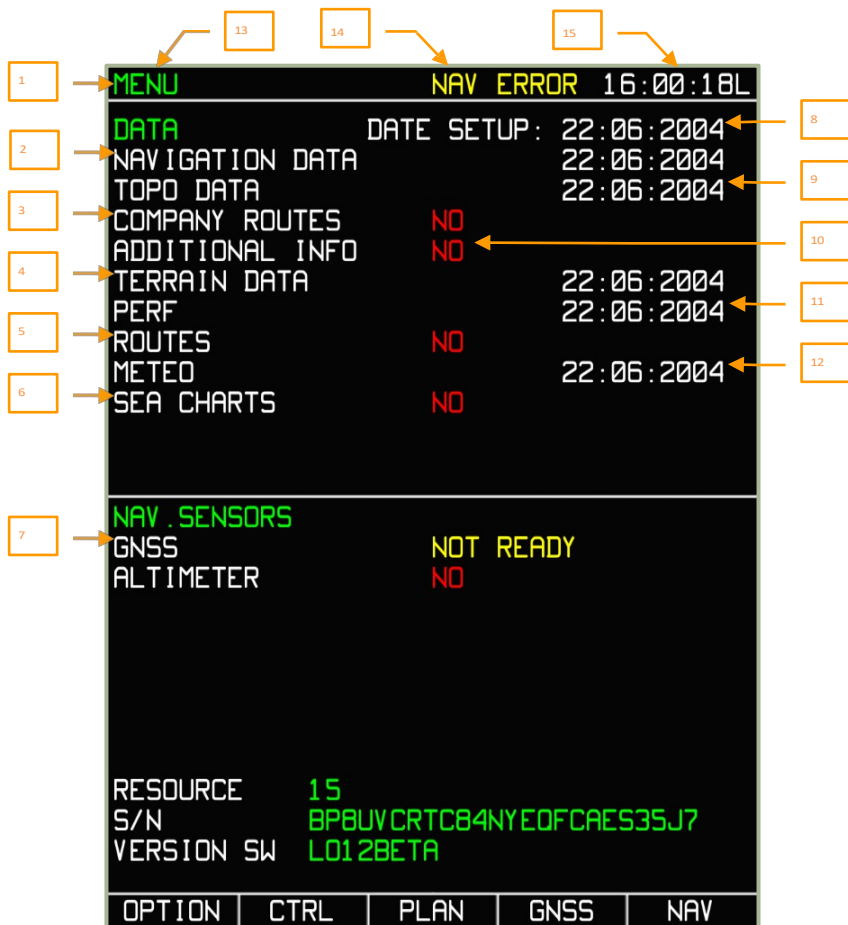 13 14 15
1 MENU NAV ERROR 16:00:18L
DATA DATE SETUP: 22:06:2004 8
2 NAVIGATION DATA 22:06:2004
TOPO DATA 22:06:2004 9
3 COMPANY ROUTES NO
ADDITIONAL INFO NO 10
4 TERRAIN DATA 22:06:2004
PERF 22:06:2004 11
5 ROUTES NO
METEO 22:06:2004 12
6 SEA CHARTS NO
NAV.SENSORS
7 GNSS NOT READY
ALTIMETER NO
RESOURCE 15
S/N BP8UVCRTC84NYEQFCAES35J7
VERSION SW L012BETA
OPTION CTRL PLAN GNSS NAV